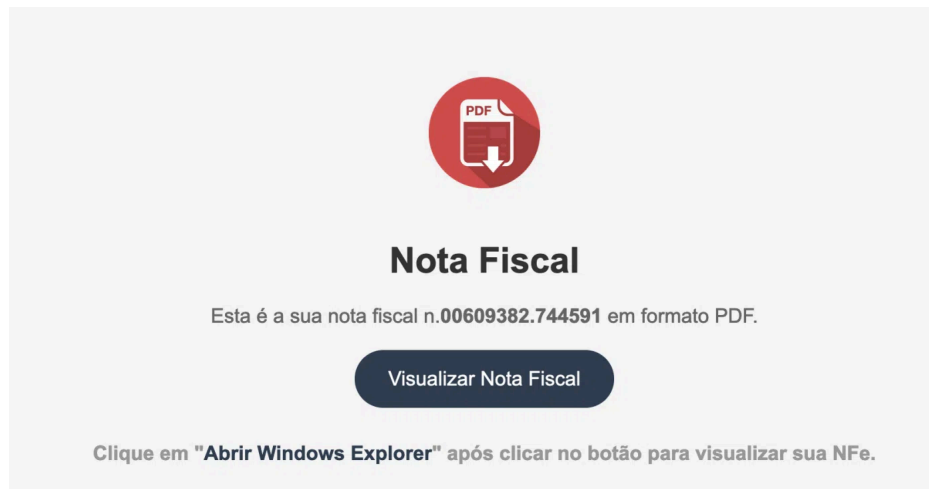 PDF
Nota Fiscal
Esta é a sua nota fiscal n.00609382.744591 em formato PDF.
Visualizar Nota Fiscal
Clique em "Abrir Windows Explorer" após clicar no botão para visualizar sua NFe.